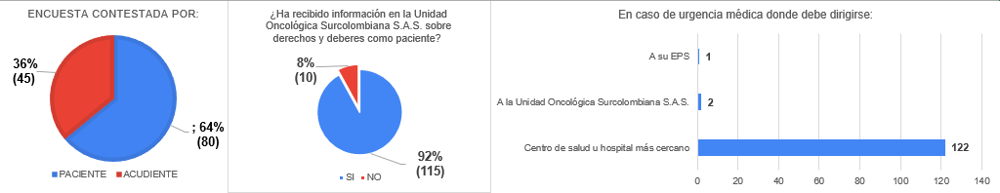 ENCUESTA CONTESTADA POR:
36%
(45)
; 64%
(80)
PACIENTE
ACUDIENTE
¿Ha recibido información en la Unidad
Oncológica Surcolombiana S.A.S. sobre
derechos y deberes como paciente?
8%
(10)
92%
(115)
SI
NO
En caso de urgencia médica donde debe dirigirse:
A su EPS
1
A la Unidad Oncológica Surcolombiana S.A.S.
2
Centro de salud u hospital más cercano
122
0
20
40
60
80
100
120
140